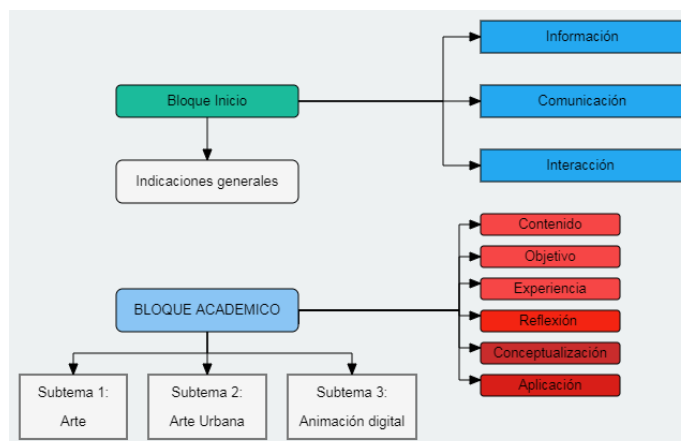 Información
Bloque Inicio
Comunicación
Indicaciones generales
Interacción
Contenido
Objetivo
Experiencia
BLOQUE ACADEMICO
Reflexión
Conceptualización
Aplicación
Subtema 1:
Arte
Subtema 2:
Arte Urbana
Subtema 3:
Animación digital